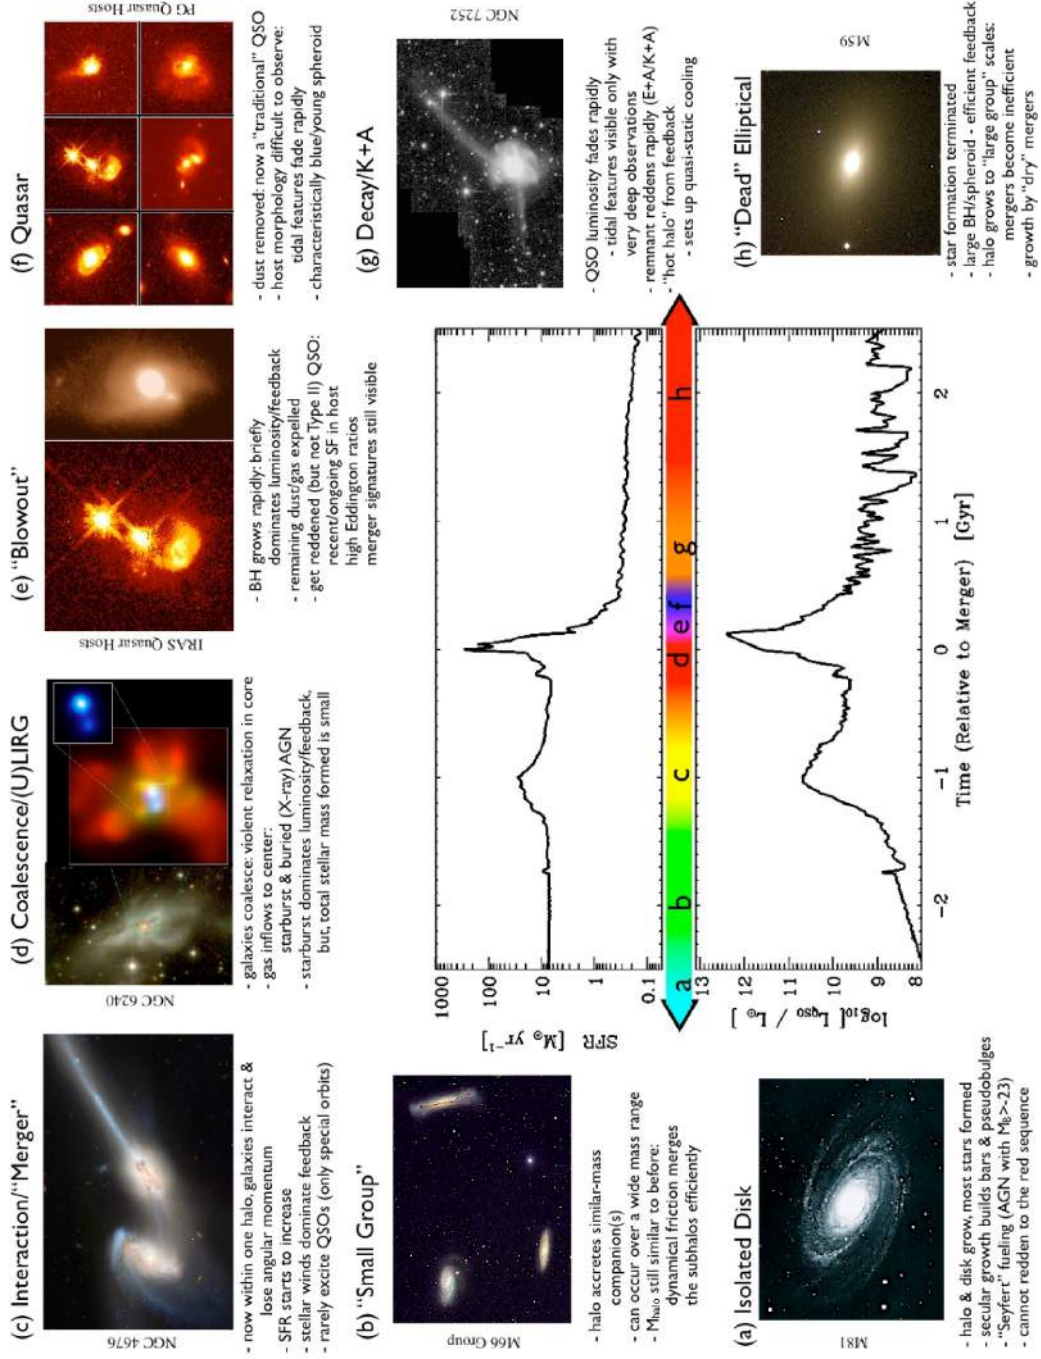 (c) Interaction/“Merger”
NGC 4676
- now within one halo, galaxies interact &
lose angular momentum
- SFR starts to increase
- stellar winds dominate feedback
- rarely excite QSOs (only special orbits)
(d) Coalescence/(U)LIRG
NGC 6240
- galaxies coalesce: violent relaxation in core
- gas inflows to center:
starburst & buried (X-ray) AGN
- starburst dominates luminosity/feedback,
but, total stellar mass formed is small
(e) “Blowout”
IRAS Quasar Hosts
- BH grows rapidly: briefly
dominates luminosity/feedback
- remaining dust/gas expelled
- get reddened (but not Type II) QSO:
recent/ongoing SF in host
high Eddington ratios
merger signatures still visible
(f) Quasar
PG Quasar Hosts
- dust removed: now a “traditional” QSO
- host morphology difficult to observe:
tidal features fade rapidly
- characteristically blue/young spheroid
(b) “Small Group”
M66 Group
- halo accretes similar-mass
companion(s)
- can occur over a wide mass range
- Mhalo still similar to before:
dynamical friction merges
the subhalos efficiently
(a) Isolated Disk
M81
- halo & disk grow, most stars formed
- secular growth builds bars & pseudobulges
- “Seyfert” fueling (AGN with MB>-23)
- cannot redden to the red sequence
1000
100
10
1
0.1
SFR [M⊙ yr⁻¹]
a b c d e f g h
13
12
11
10
9
8
log₁₀[ LQSO / L⊙ ]
-2 -1 0 1 2
Time (Relative to Merger) [Gyr]
(g) Decay/K+A
NGC 7252
- QSO luminosity fades rapidly
- tidal features visible only with
very deep observations
- remnant reddens rapidly (E+A/K+A)
- “hot halo” from feedback
- sets up quasi-static cooling
(h) “Dead” Elliptical
M59
- star formation terminated
- large BH/spheroid - efficient feedback
- halo grows to “large group” scales:
mergers become inefficient
- growth by “dry” mergers